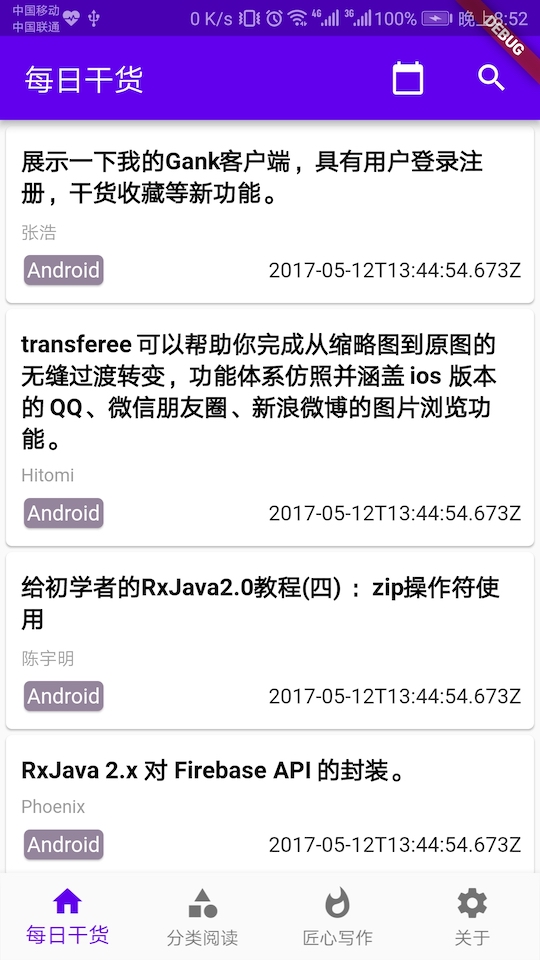 中国移动
中国联通
0 K/s 4G 3G 100% 晚上8:52
DEBUG
每日干货
展示一下我的Gank客户端，具有用户登录注
册，干货收藏等新功能。
张浩
Android 2017-05-12T13:44:54.673Z
transferee 可以帮助你完成从缩略图到原图的
无缝过渡转变，功能体系仿照并涵盖 ios 版本
的 QQ、微信朋友圈、新浪微博的图片浏览功
能。
Hitomi
Android 2017-05-12T13:44:54.673Z
给初学者的RxJava2.0教程(四) ：zip操作符使
用
陈宇明
Android 2017-05-12T13:44:54.673Z
RxJava 2.x 对 Firebase API 的封装。
Phoenix
Android 2017-05-12T13:44:54.673Z
每日干货 分类阅读 匠心写作 关于